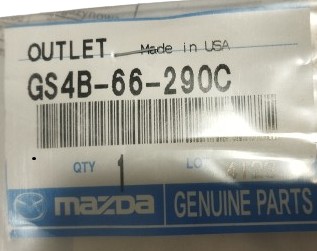 OUTLET Made in USA
GS4B-66-290C
QTY 1
mazda GENUINE PARTS